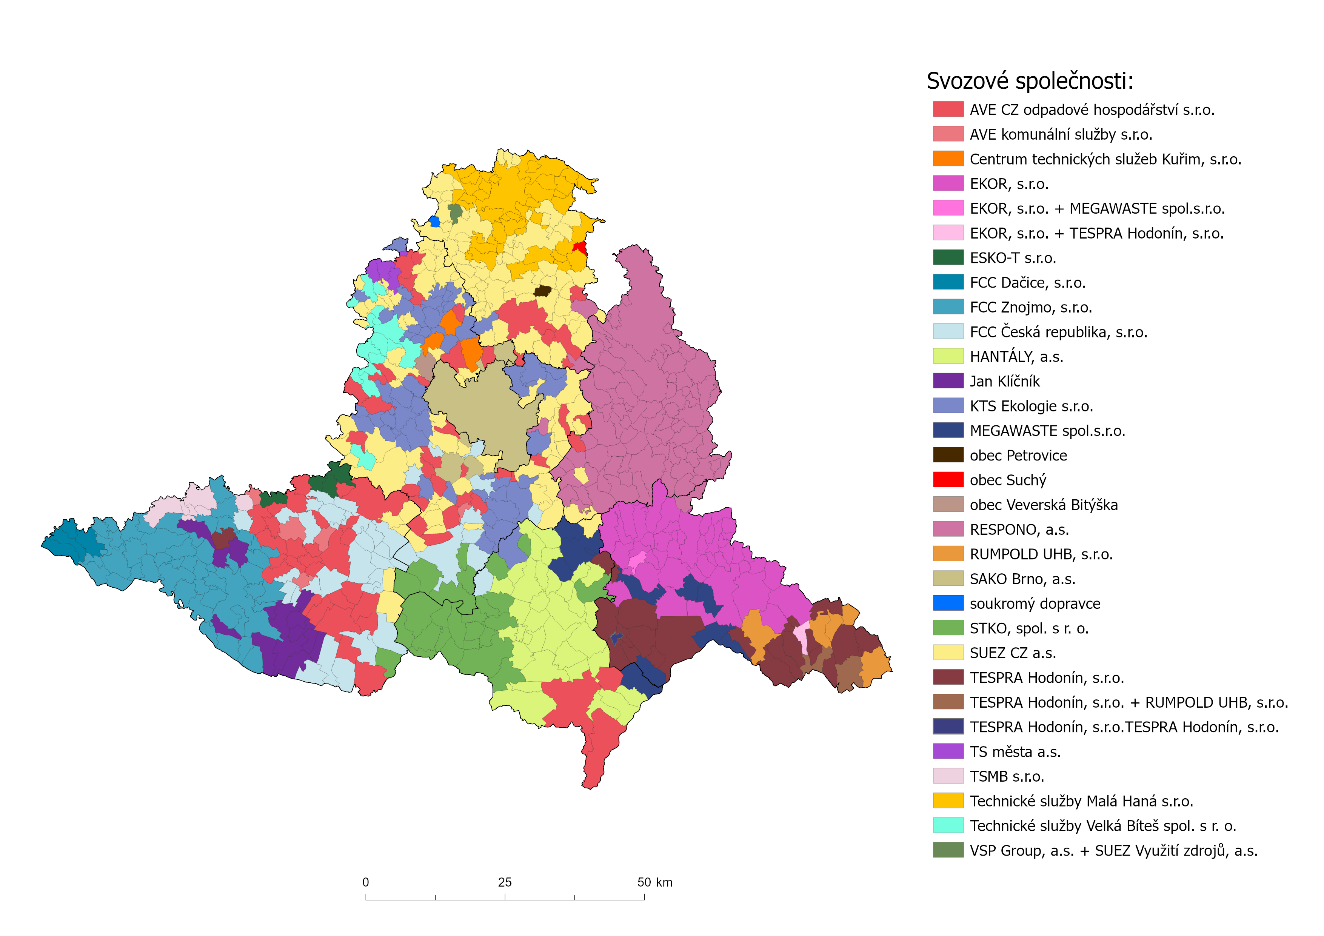 Svozové společnosti:
AVE CZ odpadové hospodářství s.r.o.
AVE komunální služby s.r.o.
Centrum technických služeb Kuřim, s.r.o.
EKOR, s.r.o.
EKOR, s.r.o. + MEGAWASTE spol.s.r.o.
EKOR, s.r.o. + TESPRA Hodonín, s.r.o.
ESKO-T s.r.o.
FCC Dačice, s.r.o.
FCC Znojmo, s.r.o.
FCC Česká republika, s.r.o.
HANTÁLY, a.s.
Jan Klíčník
KTS Ekologie s.r.o.
MEGAWASTE spol.s.r.o.
obec Petrovice
obec Suchý
obec Veverská Bitýška
RESPONO, a.s.
RUMPOLD UHB, s.r.o.
SAKO Brno, a.s.
soukromý dopravce
STKO, spol. s r. o.
SUEZ CZ a.s.
TESPRA Hodonín, s.r.o.
TESPRA Hodonín, s.r.o. + RUMPOLD UHB, s.r.o.
TESPRA Hodonín, s.r.o.TESPRA Hodonín, s.r.o.
TS města a.s.
TSMB s.r.o.
Technické služby Malá Haná s.r.o.
Technické služby Velká Bíteš spol. s r. o.
VSP Group, a.s. + SUEZ Využití zdrojů, a.s.
0 25 50 km